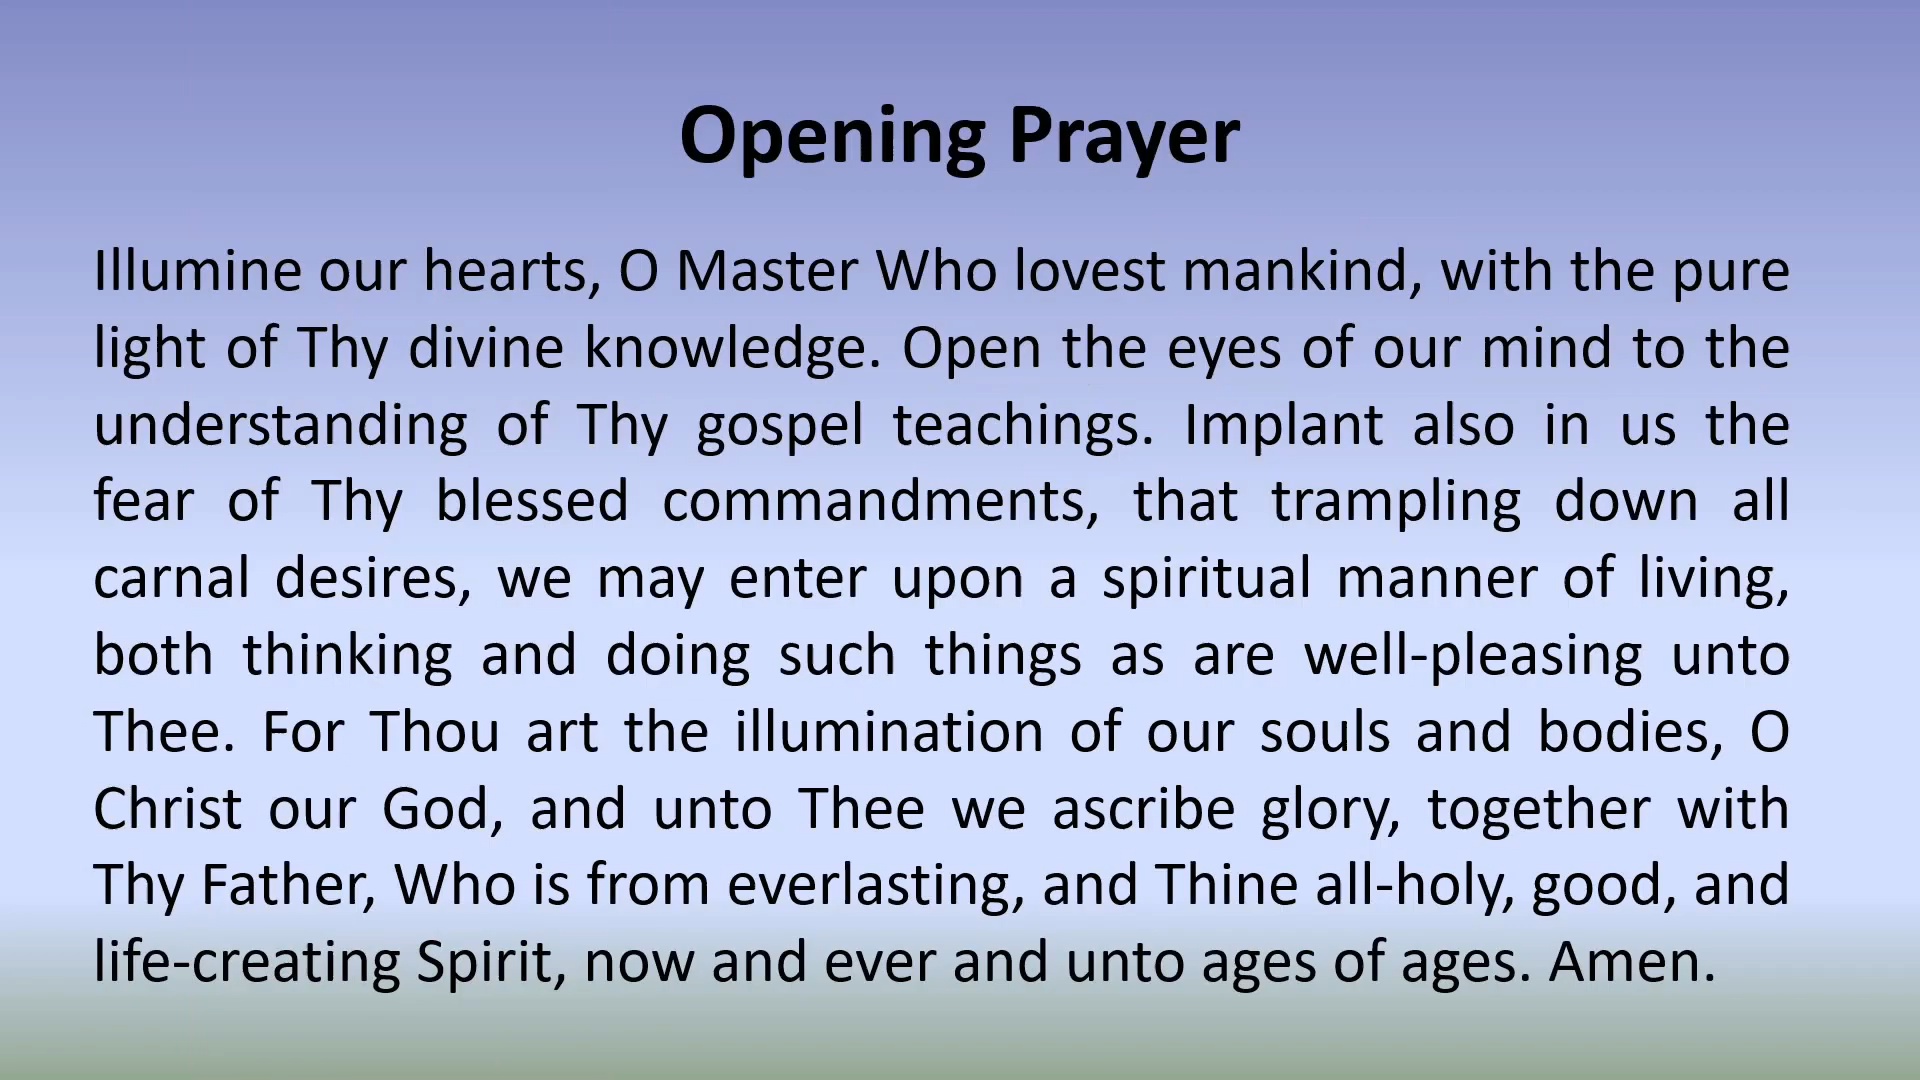 Opening Prayer
Illumine our hearts, O Master Who lovest mankind, with the pure
light of Thy divine knowledge. Open the eyes of our mind to the
understanding of Thy gospel teachings. Implant also in us the
fear of Thy blessed commandments, that trampling down all
carnal desires, we may enter upon a spiritual manner of living,
both thinking and doing such things as are well-pleasing unto
Thee. For Thou art the illumination of our souls and bodies, O
Christ our God, and unto Thee we ascribe glory, together with
Thy Father, Who is from everlasting, and Thine all-holy, good, and
life-creating Spirit, now and ever and unto ages of ages. Amen.